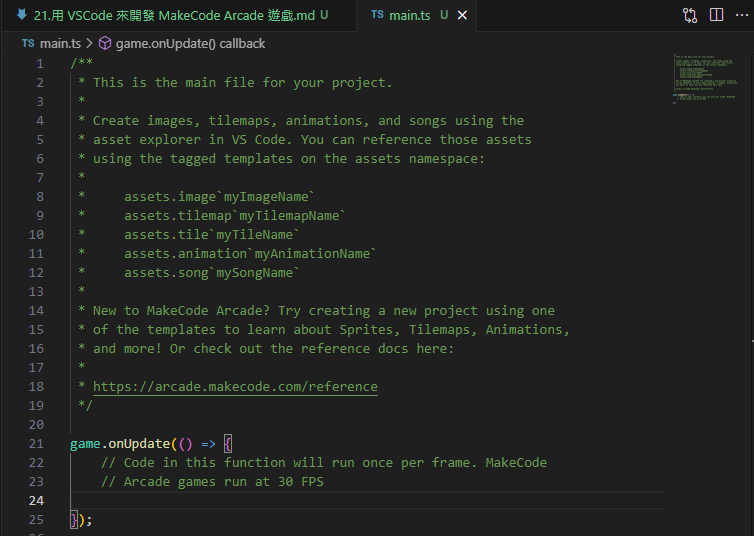 21.用 VSCode 來開發 MakeCode Arcade 遊戲.md U
TS main.ts U
TS main.ts > game.onUpdate() callback
1 /**
2 * This is the main file for your project.
3 *
4 * Create images, tilemaps, animations, and songs using the
5 * asset explorer in VS Code. You can reference those assets
6 * using the tagged templates on the assets namespace:
7 *
8 *     assets.image`myImageName`
9 *     assets.tilemap`myTilemapName`
10 *     assets.tile`myTileName`
11 *     assets.animation`myAnimationName`
12 *     assets.song`mySongName`
13 *
14 * New to MakeCode Arcade? Try creating a new project using one
15 * of the templates to learn about Sprites, Tilemaps, Animations,
16 * and more! Or check out the reference docs here:
17 *
18 * https://arcade.makecode.com/reference
19 */
20
21 game.onUpdate(() => {
22     // Code in this function will run once per frame. MakeCode
23     // Arcade games run at 30 FPS
24
25 });